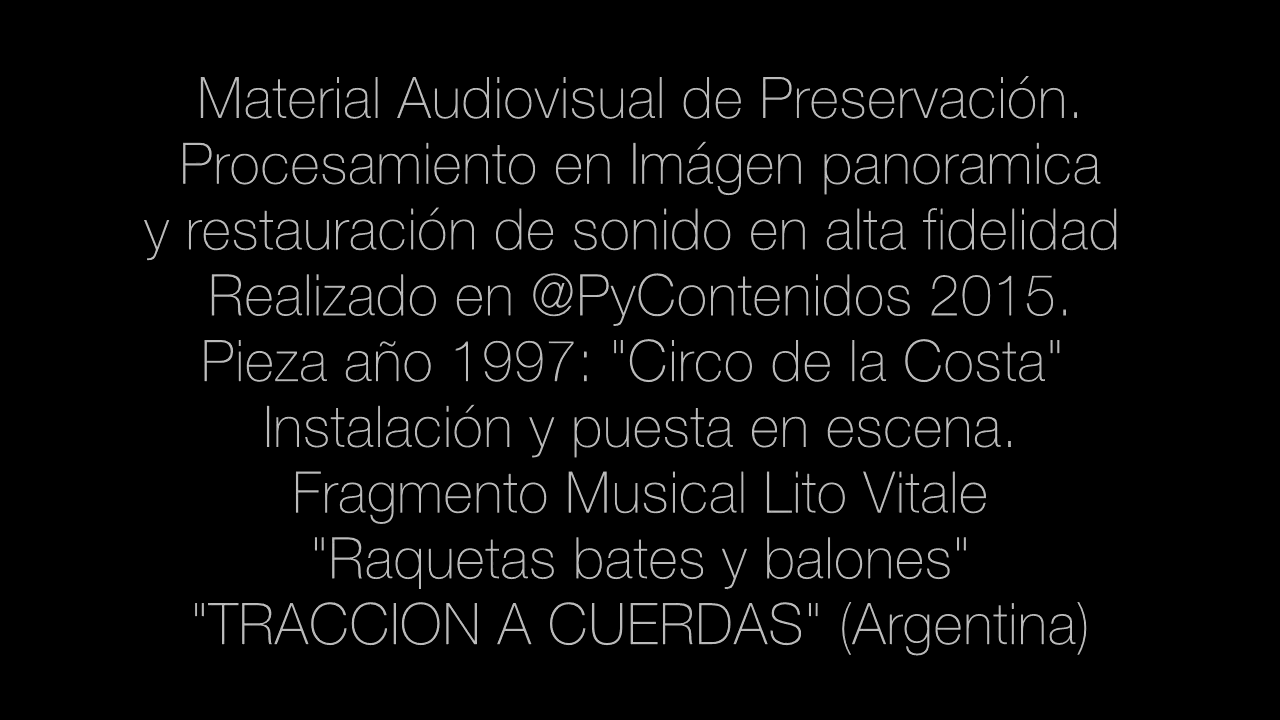 Material Audiovisual de Preservación.
Procesamiento en Imágen panoramica
y restauración de sonido en alta fidelidad
Realizado en @PyContenidos 2015.
Pieza año 1997: "Circo de la Costa"
Instalación y puesta en escena.
Fragmento Musical Lito Vitale
"Raquetas bates y balones"
"TRACCION A CUERDAS" (Argentina)